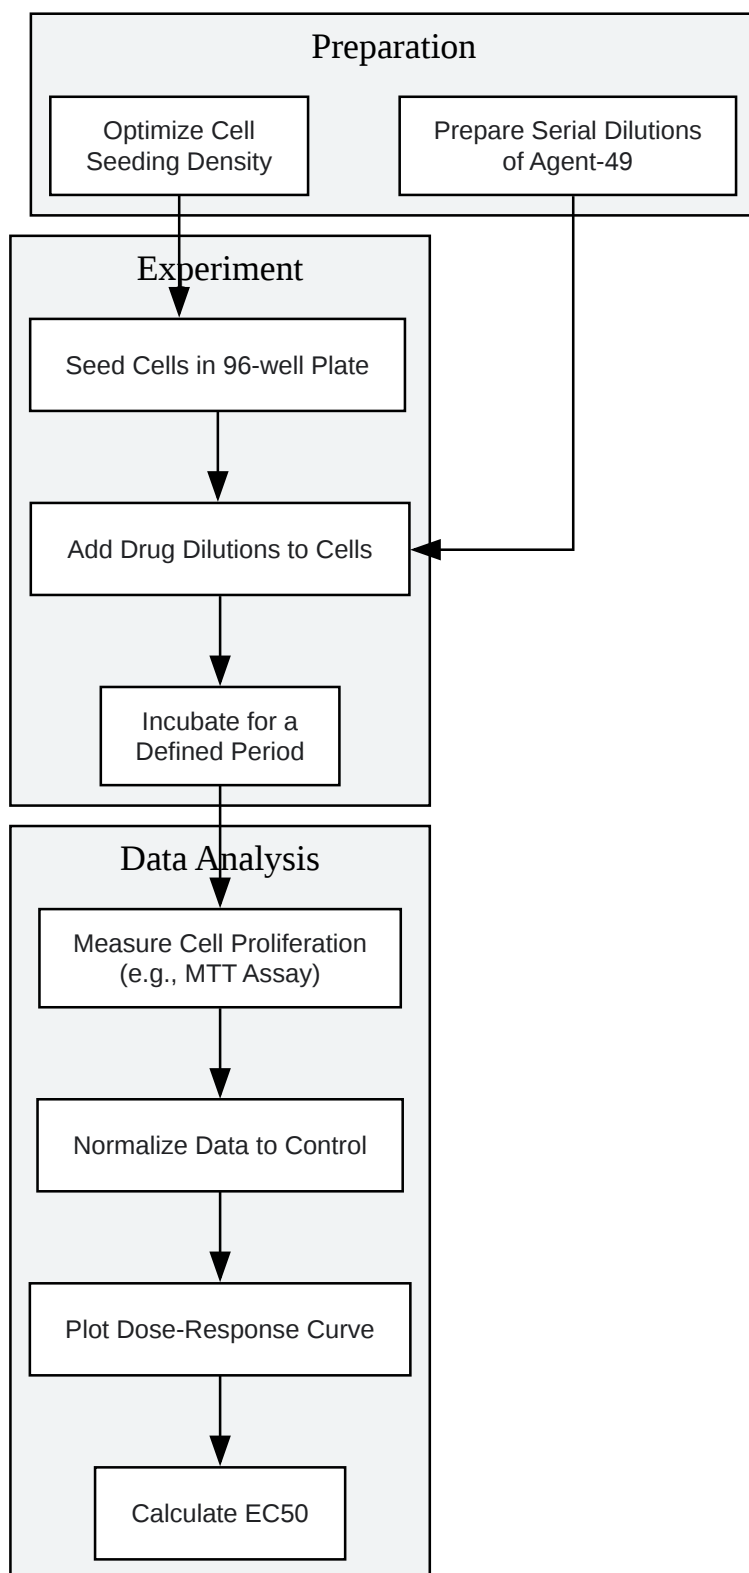 Preparation
Optimize Cell
Seeding Density
Prepare Serial Dilutions
of Agent-49
Experiment
Seed Cells in 96-well Plate
Add Drug Dilutions to Cells
Incubate for a
Defined Period
Data Analysis
Measure Cell Proliferation
(e.g., MTT Assay)
Normalize Data to Control
Plot Dose-Response Curve
Calculate EC50